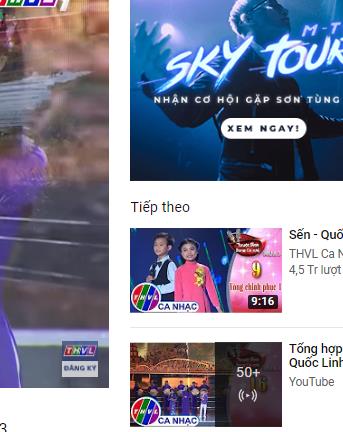 THVL1
M-T
SKY TOUR
NHẬN CƠ HỘI GẶP SƠN TÙNG
XEM NGAY!
Tiếp theo
Sến - Quố
THVL Ca N
4,5 Tr lượt
9
Vòng chinh phục 1
9:16
THVL
CA NHẠC
THVL
ĐĂNG KÝ
Tổng hợp
Quốc Linh
YouTube
50+
THVL
CA NHẠC
3